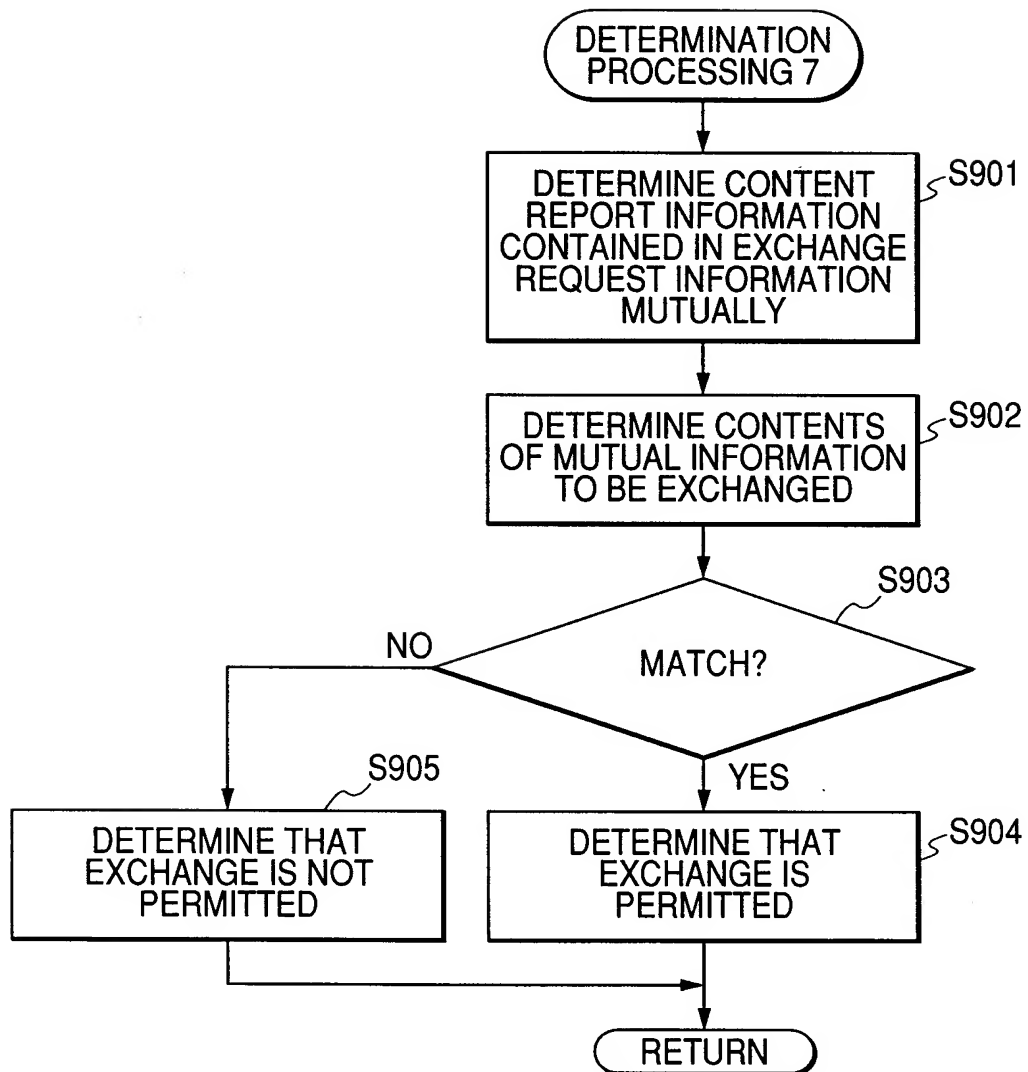 DETERMINATION
PROCESSING 7
S901
DETERMINE CONTENT
REPORT INFORMATION
CONTAINED IN EXCHANGE
REQUEST INFORMATION
MUTUALLY
S902
DETERMINE CONTENTS
OF MUTUAL INFORMATION
TO BE EXCHANGED
S903
NO
MATCH?
YES
S905
DETERMINE THAT
EXCHANGE IS NOT
PERMITTED
S904
DETERMINE THAT
EXCHANGE IS
PERMITTED
RETURN